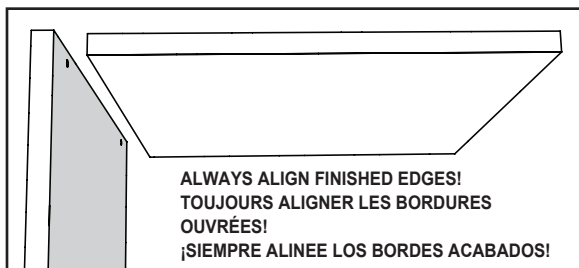 ALWAYS ALIGN FINISHED EDGES!
TOUJOURS ALIGNER LES BORDURES
OUVRÉES!
¡SIEMPRE ALINEE LOS BORDES ACABADOS!